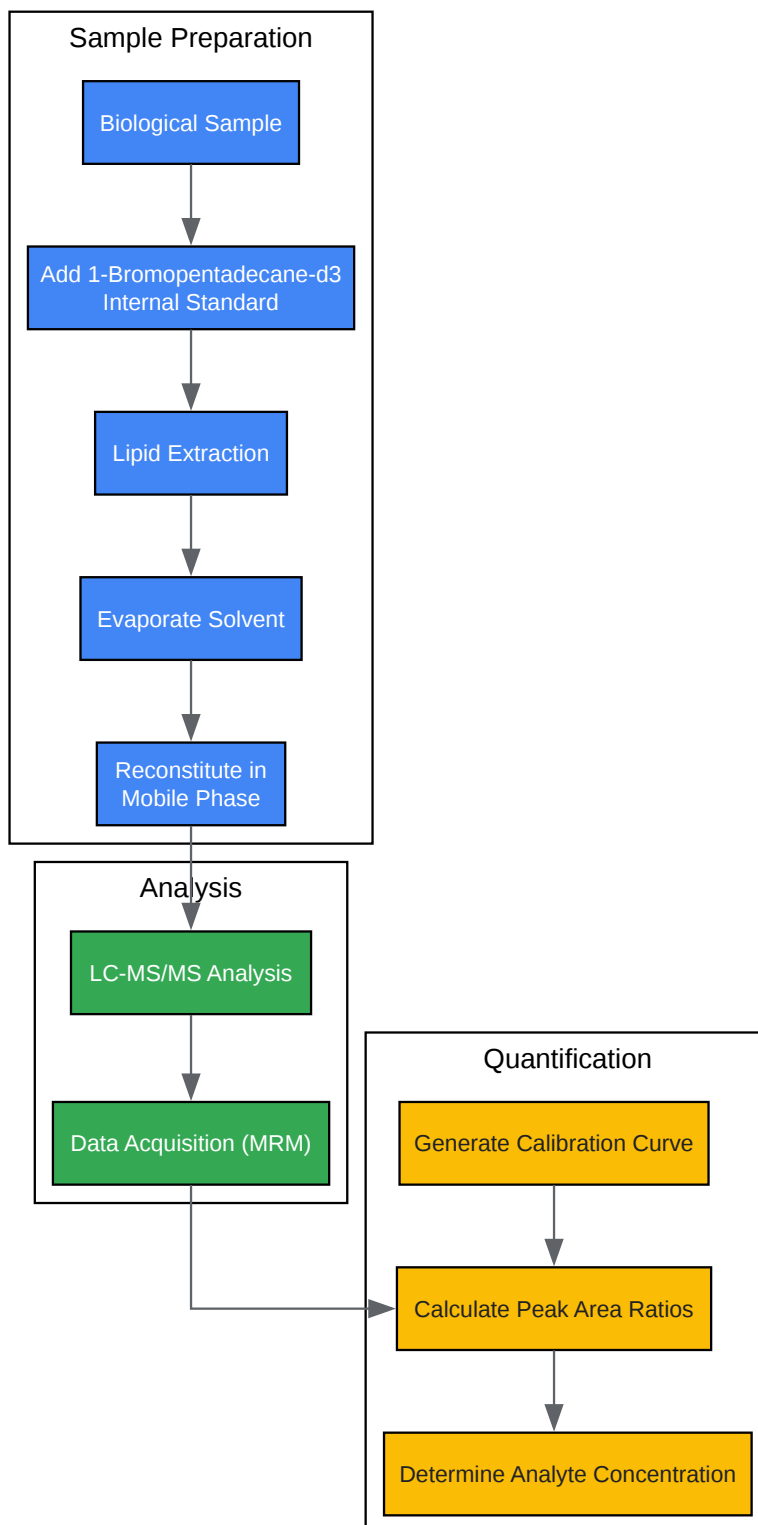 Sample Preparation
Biological Sample
Add 1-Bromopentadecane-d3
Internal Standard
Lipid Extraction
Evaporate Solvent
Reconstitute in
Mobile Phase
Analysis
LC-MS/MS Analysis
Data Acquisition (MRM)
Quantification
Generate Calibration Curve
Calculate Peak Area Ratios
Determine Analyte Concentration